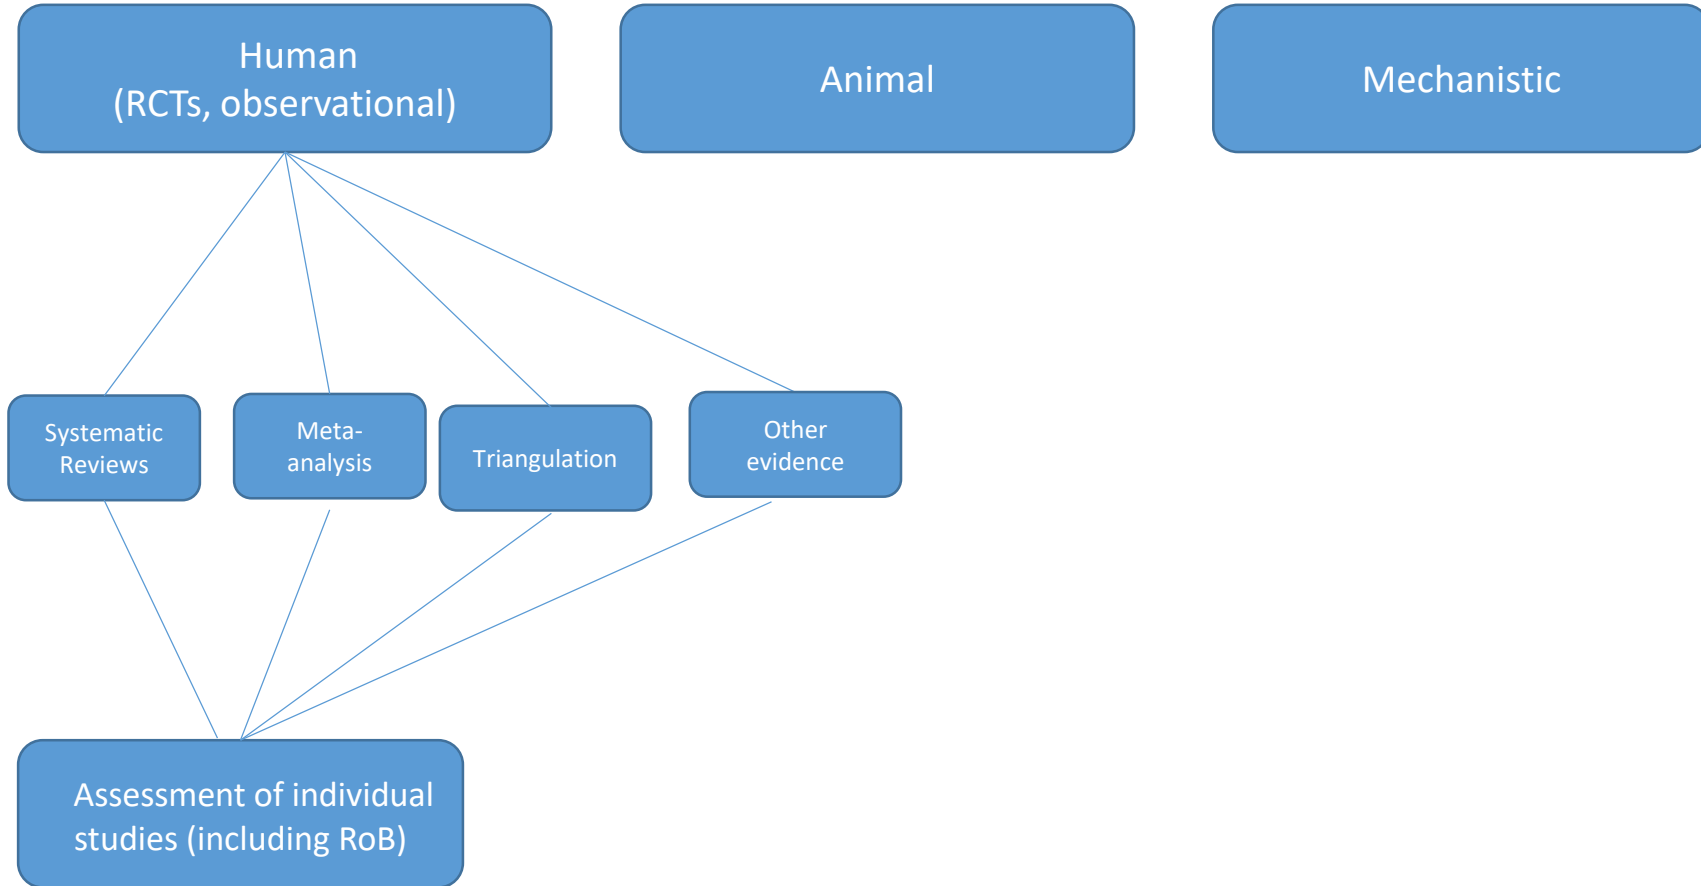 Human
(RCTs, observational)
Animal
Mechanistic
Systematic
Reviews
Meta-
analysis
Triangulation
Other
evidence
Assessment of individual
studies (including RoB)